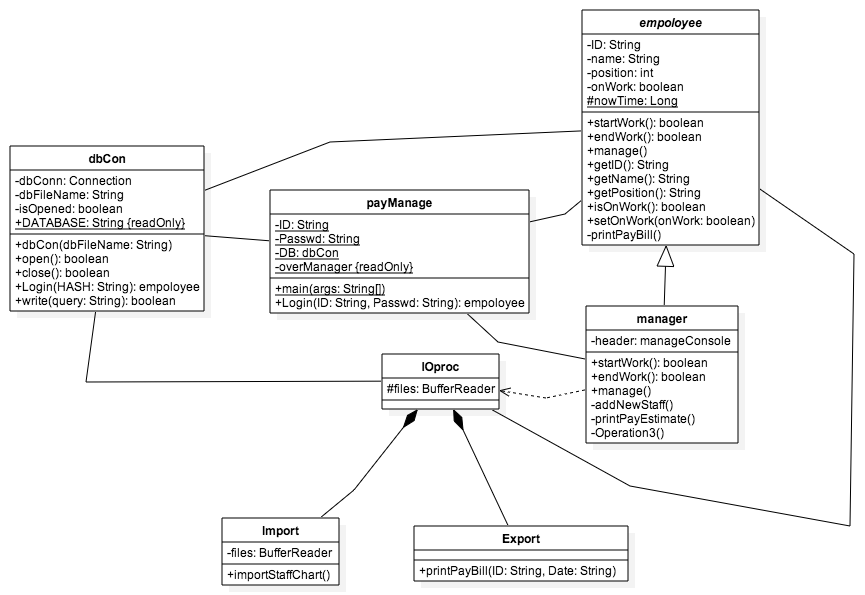 empoloyee
-ID: String
-name: String
-position: int
-onWork: boolean
#nowTime: Long
+startWork(): boolean
+endWork(): boolean
+manage()
+getID(): String
+getName(): String
+getPosition(): String
+isOnWork(): boolean
+setOnWork(onWork: boolean)
-printPayBill()
dbCon
-dbConn: Connection
-dbFileName: String
-isOpened: boolean
+DATABASE: String {readOnly}
+dbCon(dbFileName: String)
+open(): boolean
+close(): boolean
+Login(HASH: String): empoloyee
+write(query: String): boolean
payManage
-ID: String
-Passwd: String
-DB: dbCon
-overManager {readOnly}
+main(args: String[])
+Login(ID: String, Passwd: String): empoloyee
manager
-header: manageConsole
+startWork(): boolean
+endWork(): boolean
+manage()
-addNewStaff()
-printPayEstimate()
-Operation3()
IOproc
#files: BufferReader
Import
-files: BufferReader
+importStaffChart()
Export
+printPayBill(ID: String, Date: String)